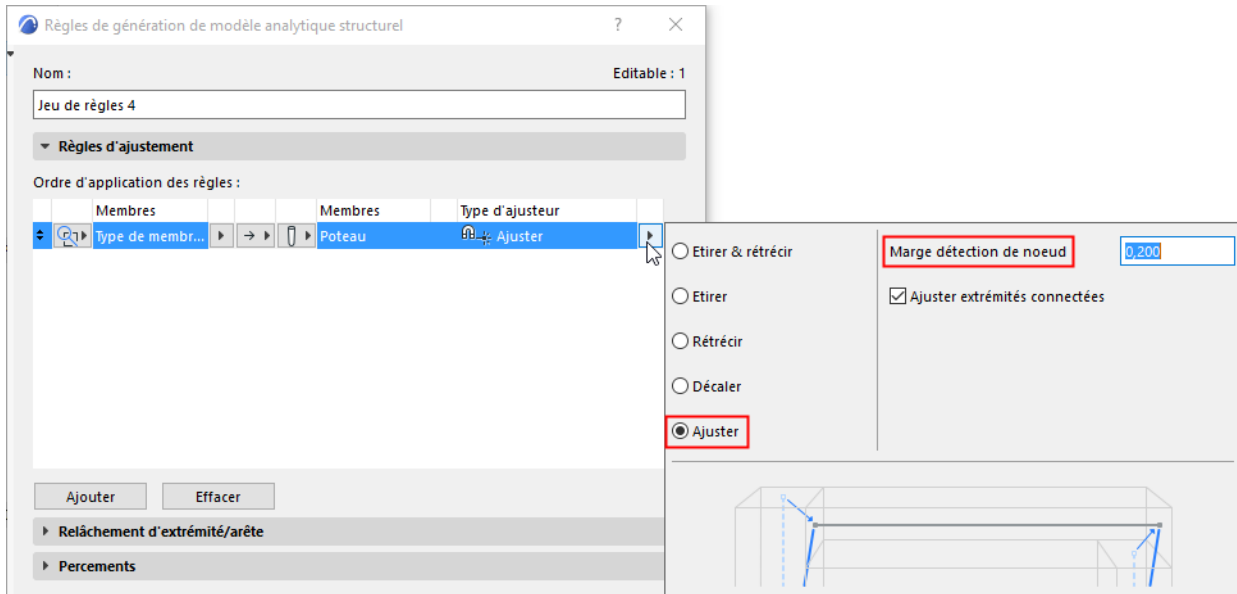 Règles de génération de modèle analytique structurel ?
Nom :
Editable : 1
Jeu de règles 4
Règles d'ajustement
Ordre d'application des règles :
Membres Membres Type d'ajusteur
Type de membr... Poteau Ajuster
Etirer & rétrécir
Etirer
Rétrécir
Décaler
Ajuster
Marge détection de noeud 0,200
Ajuster extrémités connectées
Ajouter Effacer
Relâchement d'extrémité/arête
Percements